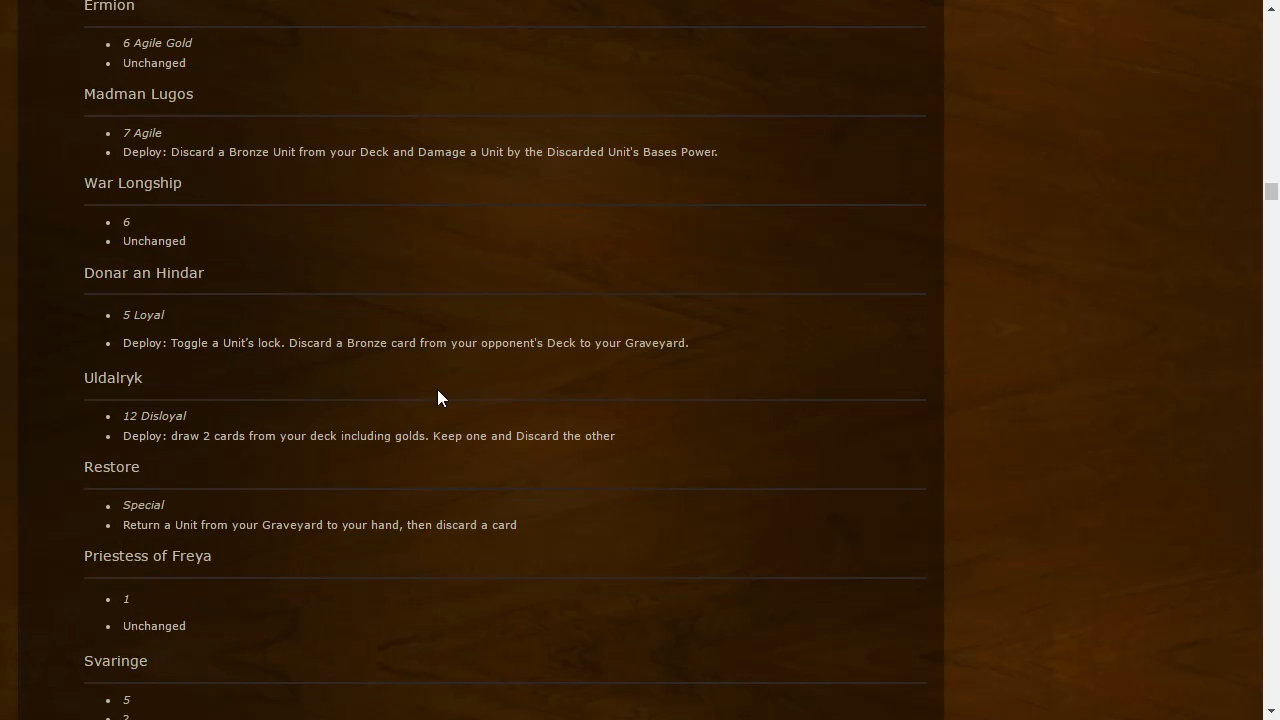 Ermion
6 Agile Gold
Unchanged
Madman Lugos
7 Agile
Deploy: Discard a Bronze Unit from your Deck and Damage a Unit by the Discarded Unit's Bases Power.
War Longship
6
Unchanged
Donar an Hindar
5 Loyal
Deploy: Toggle a Unit’s lock. Discard a Bronze card from your opponent's Deck to your Graveyard.
Uldalryk
12 Disloyal
Deploy: draw 2 cards from your deck including golds. Keep one and Discard the other
Restore
Special
Return a Unit from your Graveyard to your hand, then discard a card
Priestess of Freya
1
Unchanged
Svaringe
5
?